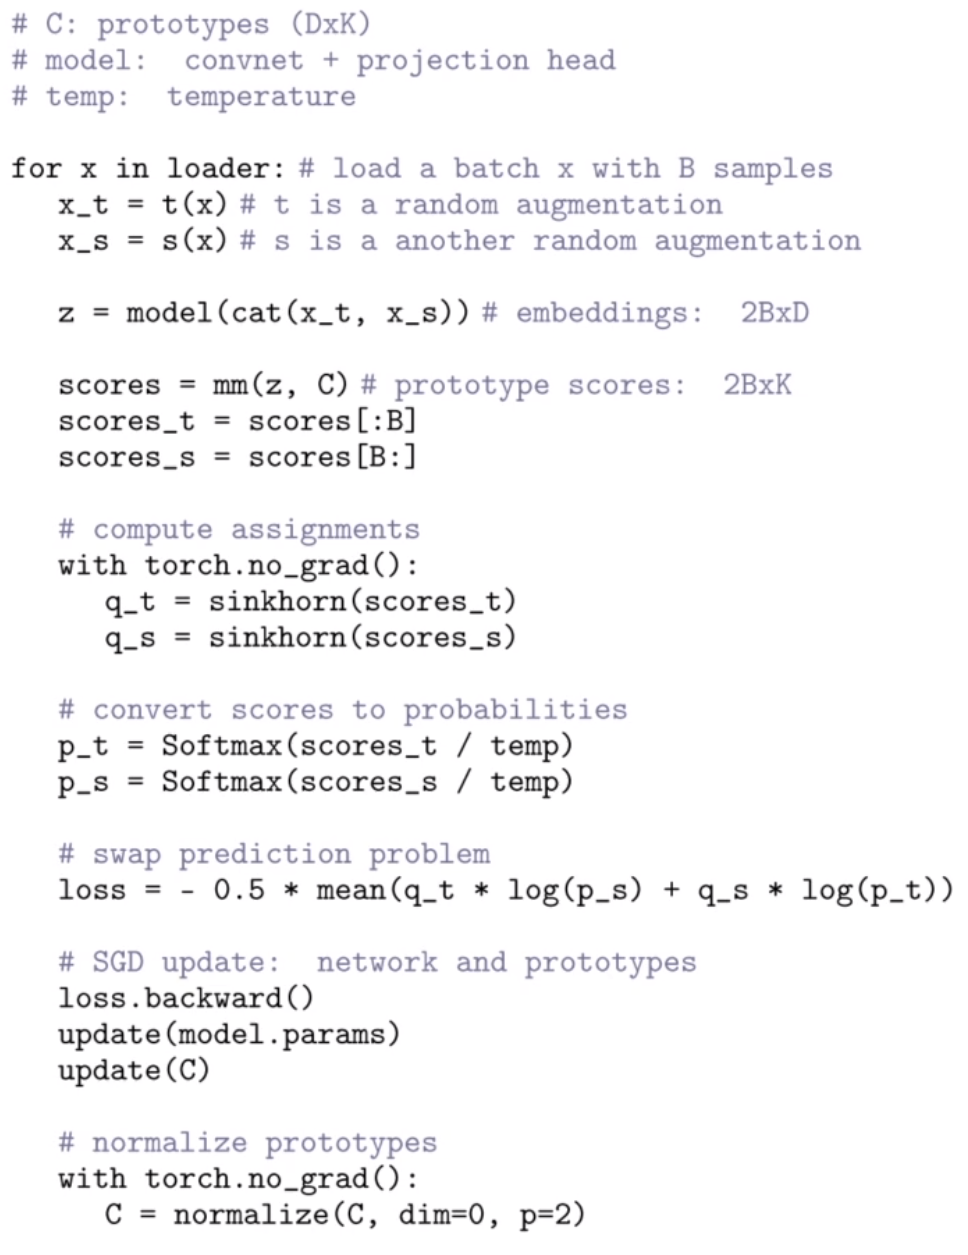 # C: prototypes (DxK)
# model: convnet + projection head
# temp: temperature
for x in loader: # load a batch x with B samples
x_t = t(x) # t is a random augmentation
x_s = s(x) # s is a another random augmentation
z = model(cat(x_t, x_s)) # embeddings: 2BxD
scores = mm(z, C) # prototype scores: 2BxK
scores_t = scores[:B]
scores_s = scores[B:]
# compute assignments
with torch.no_grad():
q_t = sinkhorn(scores_t)
q_s = sinkhorn(scores_s)
# convert scores to probabilities
p_t = Softmax(scores_t / temp)
p_s = Softmax(scores_s / temp)
# swap prediction problem
loss = - 0.5 * mean(q_t * log(p_s) + q_s * log(p_t))
# SGD update: network and prototypes
loss.backward()
update(model.params)
update(C)
# normalize prototypes
with torch.no_grad():
C = normalize(C, dim=0, p=2)